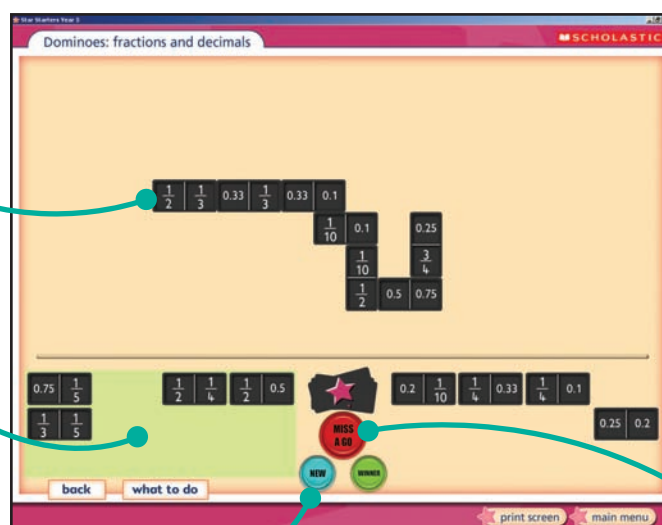 Star Starters Year 5
Dominoes: fractions and decimals
SCHOLASTIC
1/2 1/3 0.33 1/3 0.33 0.1
1/10 0.1 0.25
1/10 3/4
1/2 0.5 0.75
0.75 1/5 1/2 1/4 1/2 0.5 0.2 1/10 1/4 0.33 1/4 0.1
1/3 1/5 MISS A GO 0.25 0.2
NEW WINNER
back what to do
print screen main menu